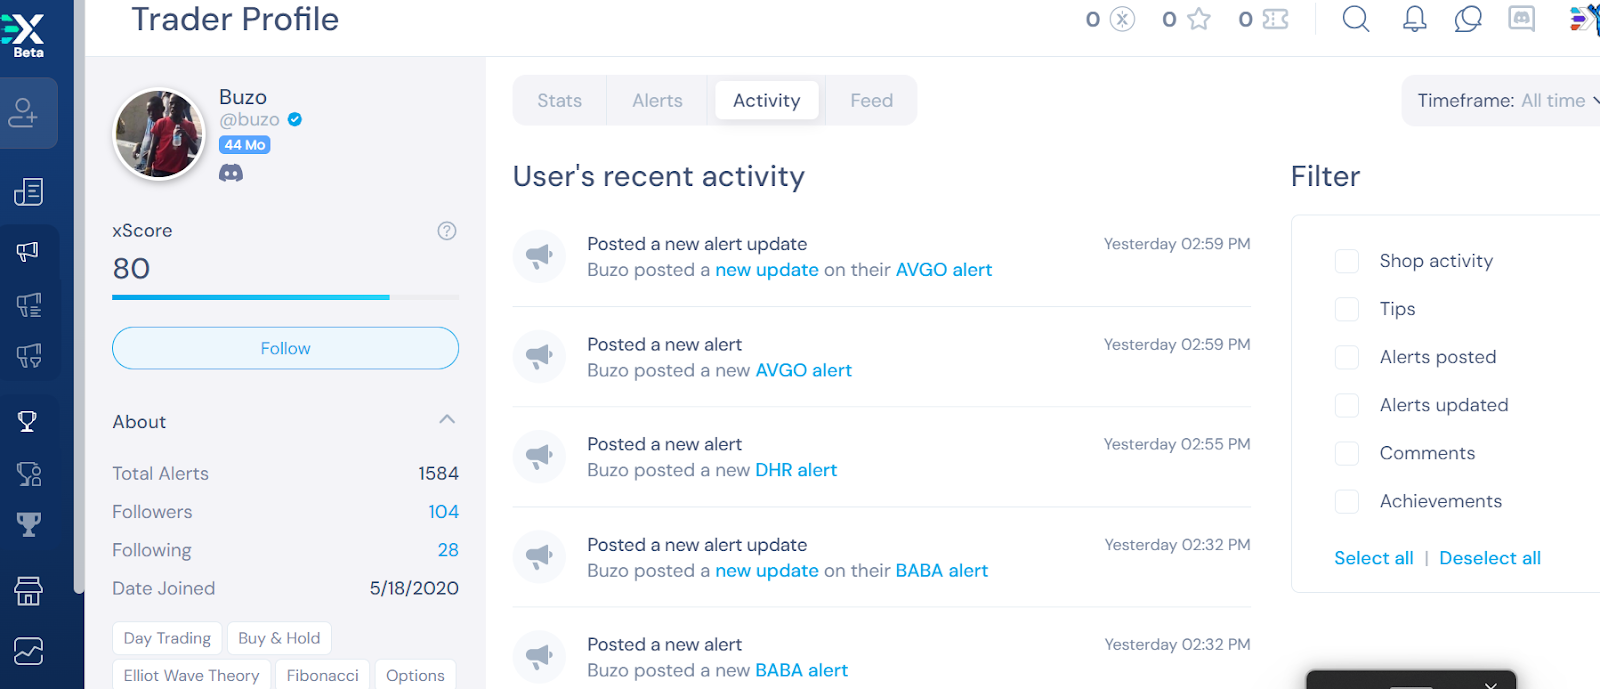 X
Beta
Trader Profile
0 0 0
Buzo
@buzo
44 Mo
xScore
80
Follow
About
Total Alerts 1584
Followers 104
Following 28
Date Joined 5/18/2020
Day Trading Buy & Hold
Elliot Wave Theory Fibonacci Options
Stats Alerts Activity Feed
Timeframe: All time
User's recent activity
Posted a new alert update Yesterday 02:59 PM
Buzo posted a new update on their AVGO alert
Posted a new alert Yesterday 02:59 PM
Buzo posted a new AVGO alert
Posted a new alert Yesterday 02:55 PM
Buzo posted a new DHR alert
Posted a new alert update Yesterday 02:32 PM
Buzo posted a new update on their BABA alert
Posted a new alert Yesterday 02:32 PM
Buzo posted a new BABA alert
Filter
Shop activity
Tips
Alerts posted
Alerts updated
Comments
Achievements
Select all | Deselect all